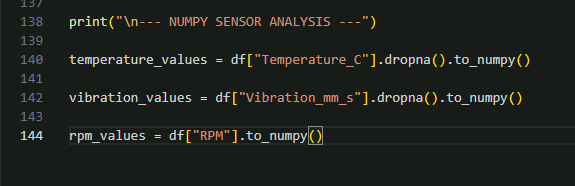 137
138 print("\n--- NUMPY SENSOR ANALYSIS ---")
139
140 temperature_values = df["Temperature_C"].dropna().to_numpy()
141
142 vibration_values = df["Vibration_mm_s"].dropna().to_numpy()
143
144 rpm_values = df["RPM"].to_numpy()